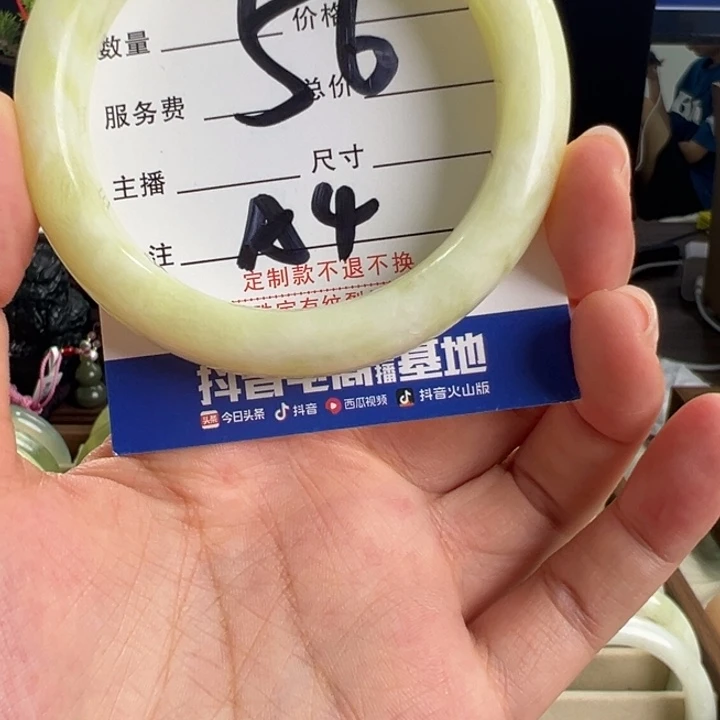 56
数量 价格
服务费 总价
主播 尺寸
注 A4
定制款不退不换
抖音电商直播基地
今日头条 抖音 西瓜视频 抖音火山版